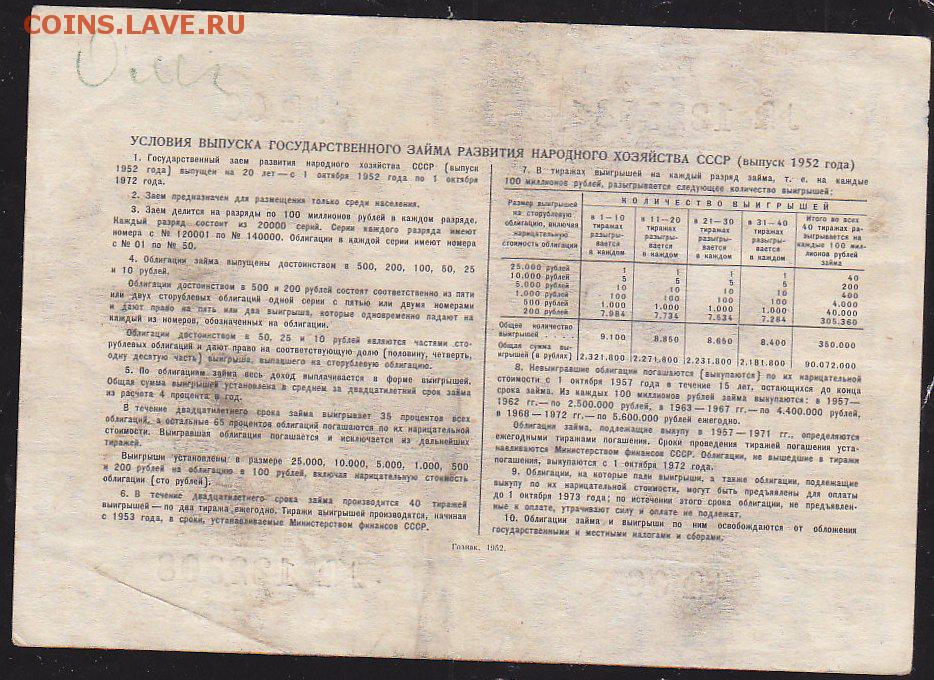 COINS.LAVE.RU
УСЛОВИЯ ВЫПУСКА ГОСУДАРСТВЕННОГО ЗАЙМА РАЗВИТИЯ НАРОДНОГО ХОЗЯЙСТВА СССР (выпуск 1952 года)
1. Государственный заем развития народного хозяйства СССР (выпуск
1952 года) выпущен на 20 лет—с 1 октября 1952 года по 1 октября
1972 года.
2. Заем предназначен для размещения только среди населения.
3. Заем делится на разряды по 100 миллионов рублей в каждом разряде.
Каждый разряд состоит из 20000 серий. Серии каждого разряда имеют
номера с № 120001 по № 140000. Облигации в каждой серии имеют номера
с № 01 по № 50.
4. Облигации займа выпущены достоинством в 500, 200, 100, 50, 25
и 10 рублей.
Облигации достоинством в 500 и 200 рублей состоят соответственно из пяти
или двух сторублевых облигаций одной серии с пятью или двумя номерами
и дают право на пять или два выигрыша, которые одновременно падают на
каждый из номеров, обозначенных на облигации.
Облигации достоинством в 50, 25 и 10 рублей являются частями сто-
рублевых облигаций и дают право на соответствующую долю (половину, четверть,
одну десятую часть) выигрыша, выпавшего на сторублевую облигацию.
5. По облигациям займа весь доход выплачивается в форме выигрышей.
Общая сумма выигрышей установлена в среднем за двадцатилетний срок займа
из расчета 4 процента в год.
В течение двадцатилетнего срока займа выигрывает 35 процентов всех
облигаций, а остальные 65 процентов облигаций погашаются по их нарицательной
стоимости. Выигравшая облигация погашается и исключается из дальнейших
тиражей.
Выигрыши установлены в размере 25.000, 10.000, 5.000, 1.000, 500
и 200 рублей на облигацию в 100 рублей, включая нарицательную стоимость
облигации (сто рублей).
6. В течение двадцатилетнего срока займа производится 40 тиражей
выигрышей—по два тиража ежегодно. Тиражи выигрышей производятся, начиная
с 1953 года, в сроки, устанавливаемые Министерством финансов СССР.
7. В тиражах выигрышей на каждый разряд займа, т. е. на каждые
100 миллионов рублей, разыгрывается следующее количество выигрышей:
Размер выигрышей на сторублевую облигацию, включая нарицательную стоимость облигации
КОЛИЧЕСТВО ВЫИГРЫШЕЙ
в 1—10 тиражах разыгрывается в каждом
в 11—20 тиражах разыгрывается в каждом
в 21—30 тиражах разыгрывается в каждом
в 31—40 тиражах разыгрывается в каждом
Итого во всех 40 тиражах разыгрывается на каждые 100 миллионов рублей займа
25.000 рублей 1 1 1 1 40
10.000 рублей 5 5 5 5 200
5.000 рублей 10 10 10 10 400
1.000 рублей 100 100 100 100 4.000
500 рублей 1.000 1.000 1.000 1.000 40.000
200 рублей 7.984 7.734 7.534 7.284 305.360
Общее количество выигрышей 9.100 8.850 8.650 8.400 350.000
Общая сумма выигрышей (в рублях) 2.321.800 2.271.800 2.231.800 2.181.800 90.072.000
8. Невыигравшие облигации погашаются (выкупаются) по их нарицательной
стоимости с 1 октября 1957 года в течение 15 лет, остающихся до конца
срока займа. Из каждых 100 миллионов рублей займа выкупаются: в 1957—
1962 гг.—по 2.500.000 рублей, в 1963—1967 гг.—по 4.400.000 рублей,
в 1968—1972 гг.—по 5.600.000 рублей ежегодно.
Облигации займа, подлежащие выкупу в 1957—1971 гг., определяются
ежегодными тиражами погашения. Сроки проведения тиражей погашения уста-
навливаются Министерством финансов СССР. Облигации, не вышедшие в тиражи
погашения, выкупаются с 1 октября 1972 года.
9. Облигации, на которые пали выигрыши, а также облигации, подлежащие
выкупу по их нарицательной стоимости, могут быть предъявлены для оплаты
до 1 октября 1973 года; по истечении этого срока облигации, не предъявлен-
ные к оплате, утрачивают силу и оплате не подлежат.
10. Облигации займа и выигрыши по ним освобождаются от обложения
государственными и местными налогами и сборами.
Гознак. 1952.